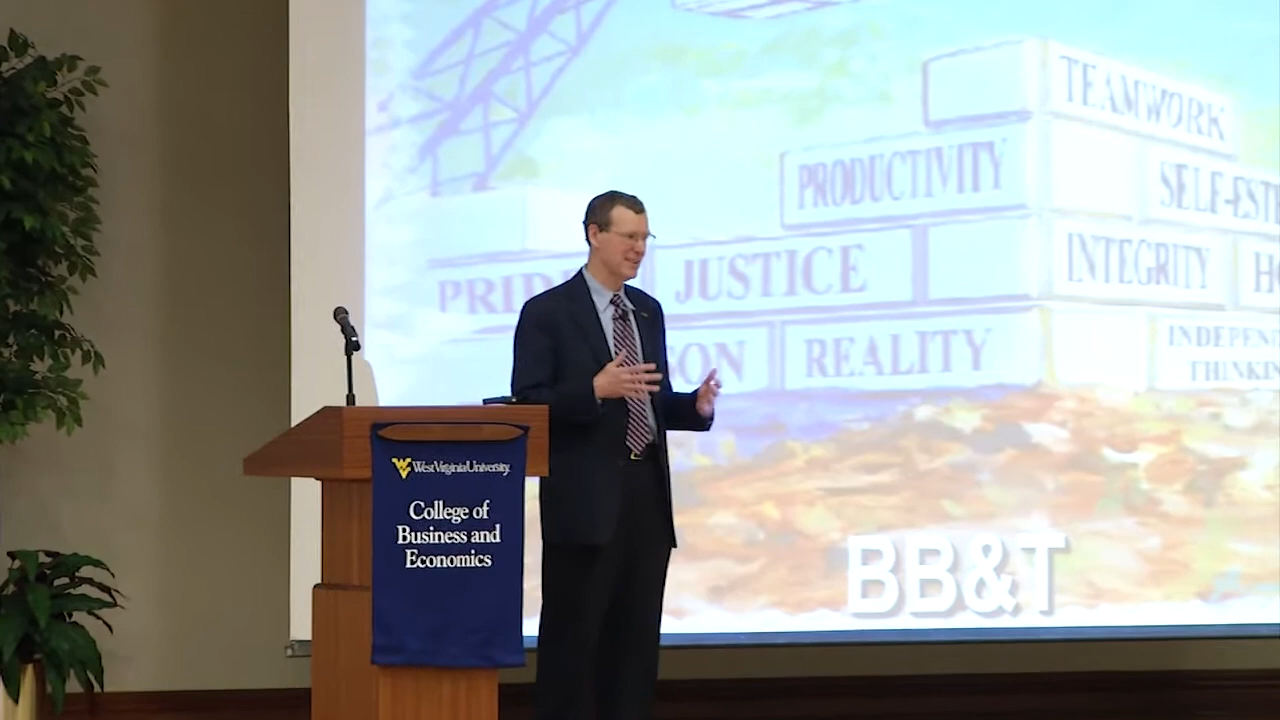 TEAMWORK
PRODUCTIVITY
JUSTICE
INTEGRITY
REALITY
BB&T
West Virginia University.
College of
Business and
Economics